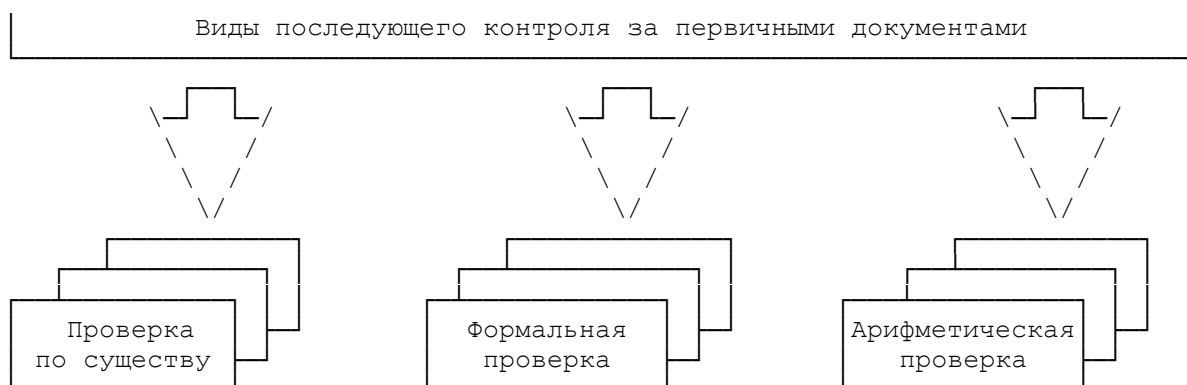 Виды последующего контроля за первичными документами
Проверка
по существу
Формальная
проверка
Арифметическая
проверка